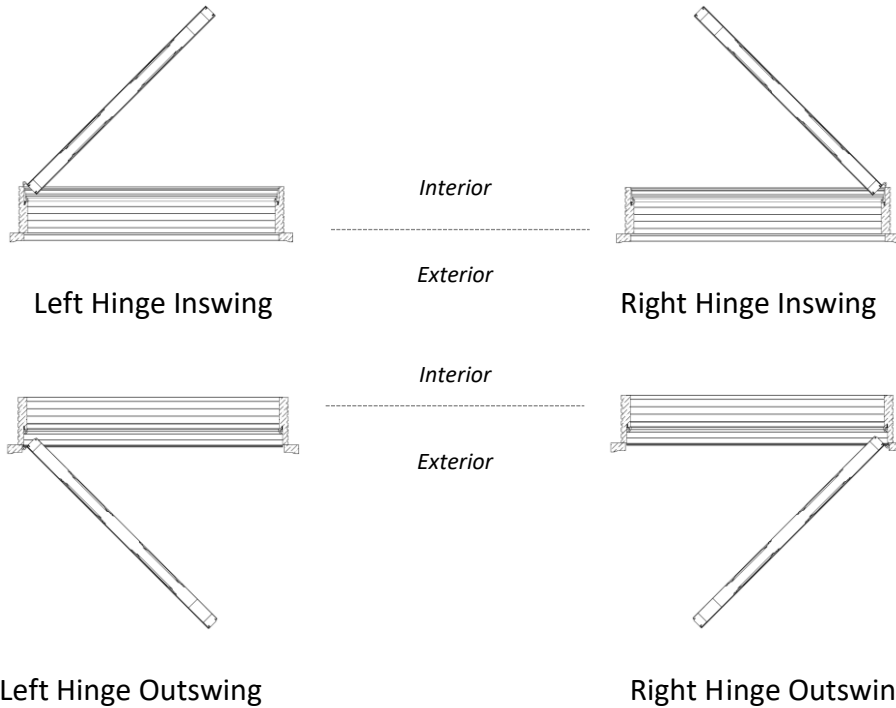 Interior
Exterior
Left Hinge Inswing
Right Hinge Inswing
Interior
Exterior
Left Hinge Outswing
Right Hinge Outswin